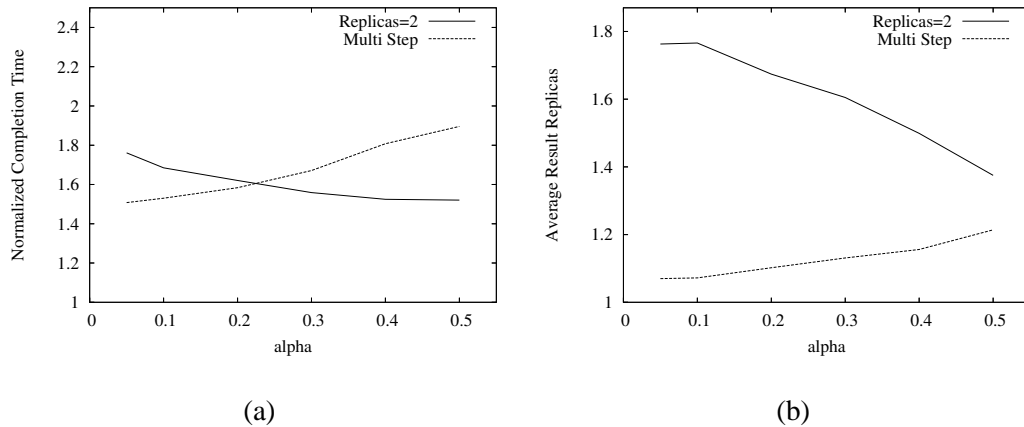 Normalized Completion Time
2.4
2.2
2
1.8
1.6
1.4
1.2
1
0
0.1
0.2
0.3
0.4
0.5
alpha
Replicas=2
Multi Step
(a)
Average Result Replicas
1.8
1.6
1.4
1.2
1
0
0.1
0.2
0.3
0.4
0.5
alpha
Replicas=2
Multi Step
(b)